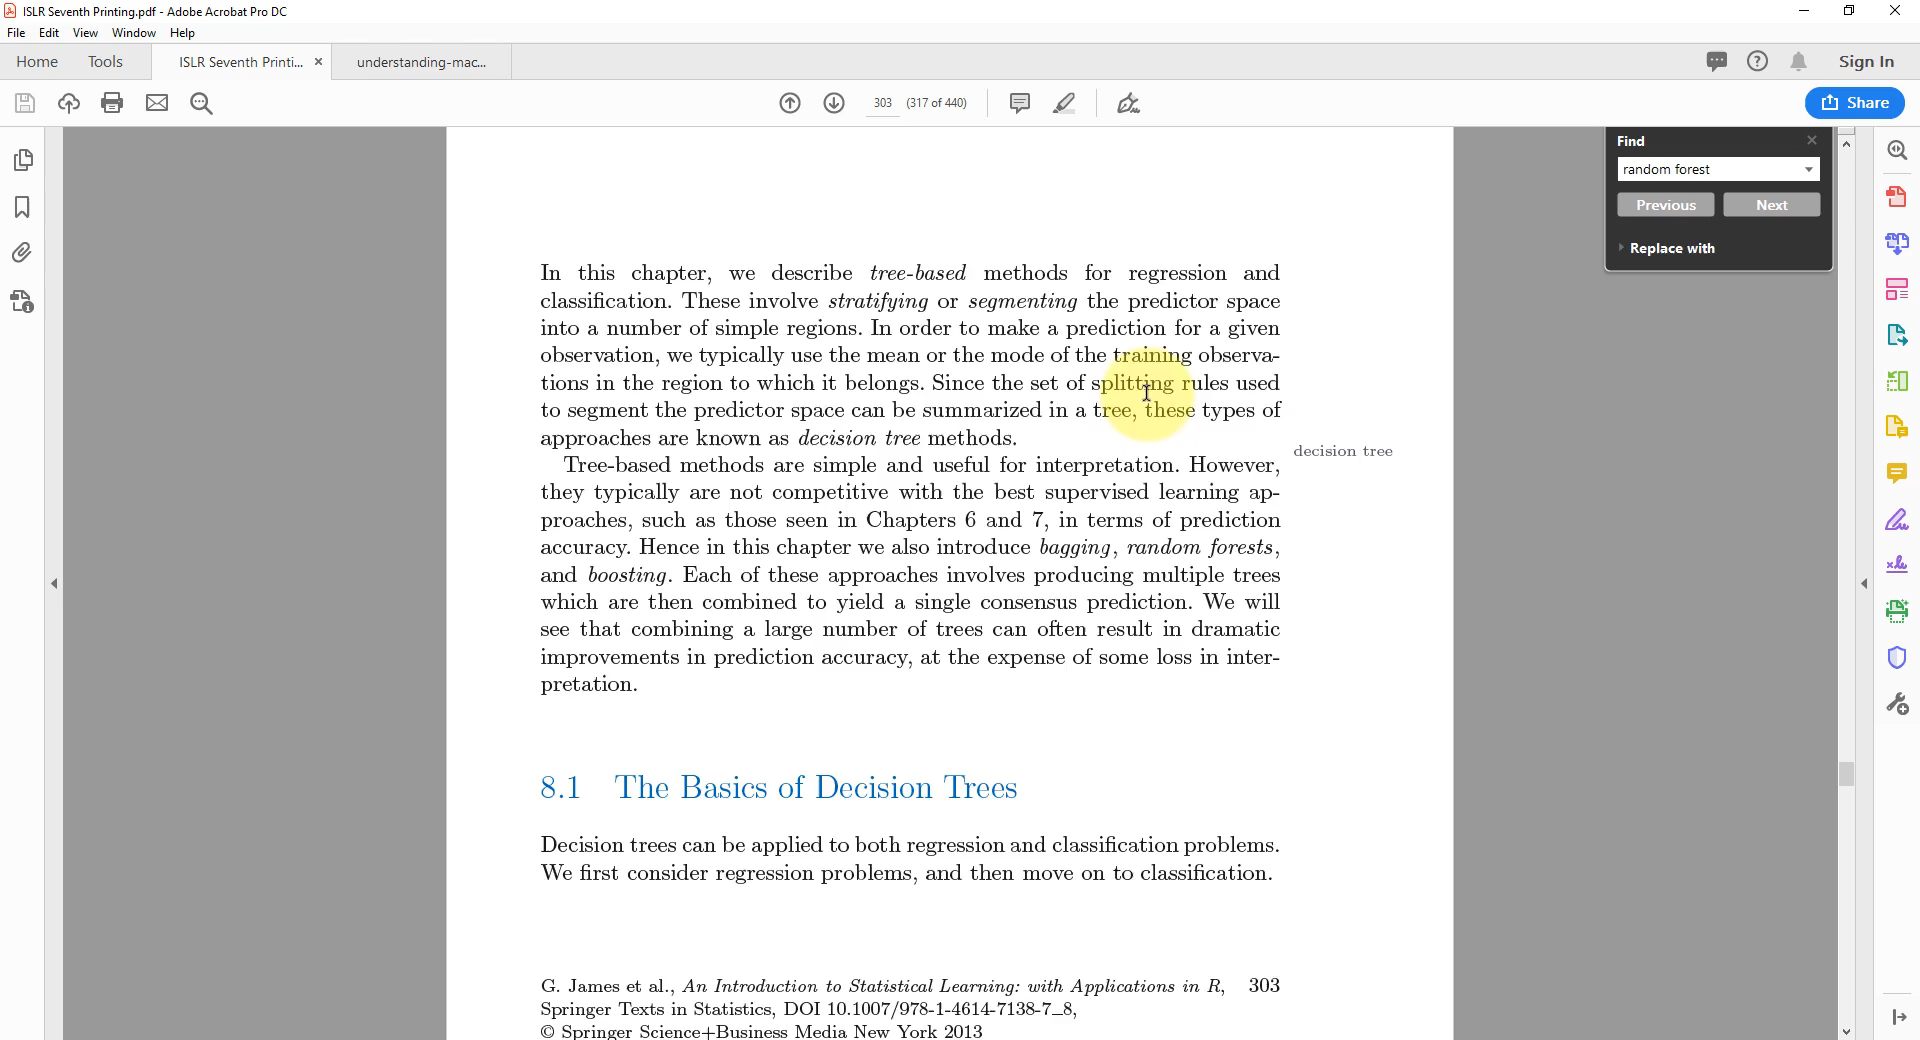 ISLR Seventh Printing.pdf - Adobe Acrobat Pro DC
File Edit View Window Help
Home Tools ISLR Seventh Printi... × understanding-mac... Sign In
303 (317 of 440) Share
Find
random forest
Previous Next
Replace with
In this chapter, we describe tree-based methods for regression and
classification. These involve stratifying or segmenting the predictor space
into a number of simple regions. In order to make a prediction for a given
observation, we typically use the mean or the mode of the training observa-
tions in the region to which it belongs. Since the set of splitting rules used
to segment the predictor space can be summarized in a tree, these types of
approaches are known as decision tree methods.
decision tree
Tree-based methods are simple and useful for interpretation. However,
they typically are not competitive with the best supervised learning ap-
proaches, such as those seen in Chapters 6 and 7, in terms of prediction
accuracy. Hence in this chapter we also introduce bagging, random forests,
and boosting. Each of these approaches involves producing multiple trees
which are then combined to yield a single consensus prediction. We will
see that combining a large number of trees can often result in dramatic
improvements in prediction accuracy, at the expense of some loss in inter-
pretation.
8.1 The Basics of Decision Trees
Decision trees can be applied to both regression and classification problems.
We first consider regression problems, and then move on to classification.
G. James et al., An Introduction to Statistical Learning: with Applications in R, 303
Springer Texts in Statistics, DOI 10.1007/978-1-4614-7138-7_8,
© Springer Science+Business Media New York 2013